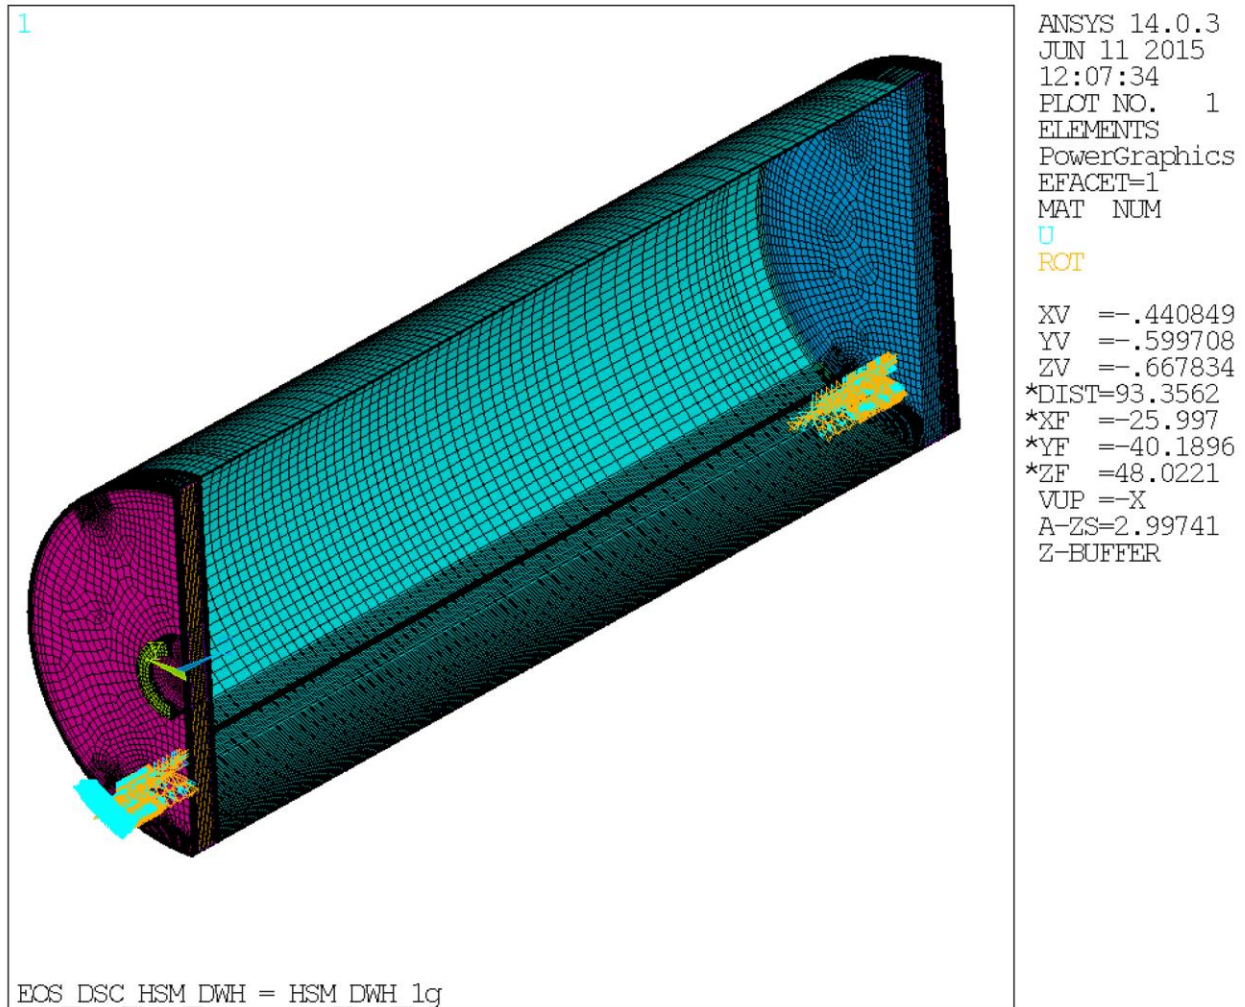 1
ANSYS 14.0.3
JUN 11 2015
12:07:34
PLOT NO.   1
ELEMENTS
PowerGraphics
EFACET=1
MAT  NUM
U
ROT
XV  =-.440849
YV  =-.599708
ZV  =-.667834
*DIST=93.3562
*XF  =-25.997
*YF  =-40.1896
*ZF  =48.0221
VUP =-X
A-ZS=2.99741
Z-BUFFER
EOS DSC HSM DWH = HSM DWH 1g